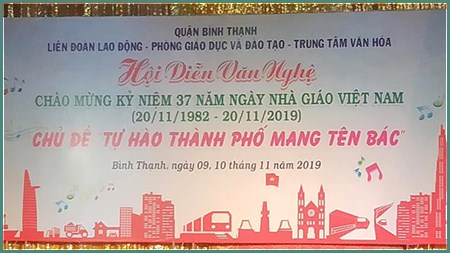 QUẬN BÌNH THẠNH
LIÊN ĐOÀN LAO ĐỘNG - PHÒNG GIÁO DỤC VÀ ĐÀO TẠO - TRUNG TÂM VĂN HÓA
Hội Diễn Văn Nghệ
CHÀO MỪNG KỶ NIỆM 37 NĂM NGÀY NHÀ GIÁO VIỆT NAM
(20/11/1982 - 20/11/2019)
CHỦ ĐỀ "TỰ HÀO THÀNH PHỐ MANG TÊN BÁC"
Bình Thạnh, ngày 09, 10 tháng 11 năm 2019